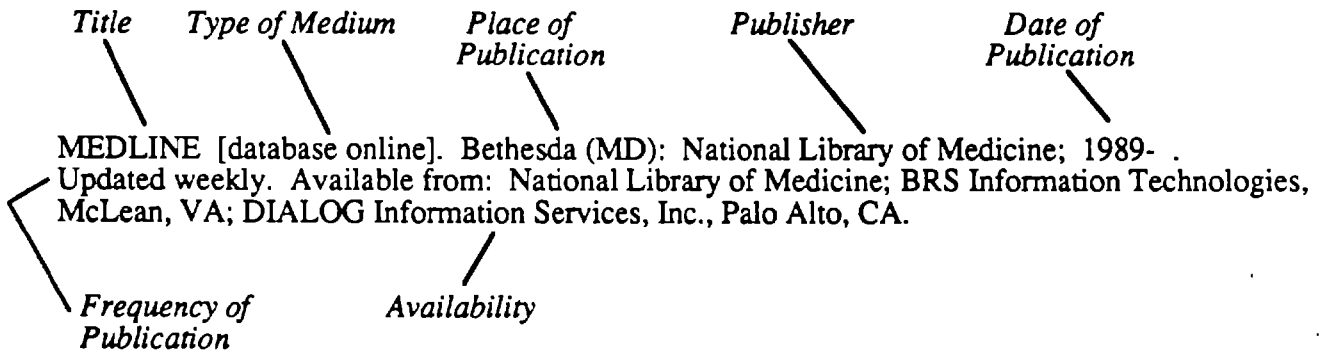 Title Type of Medium Place of Publication Publisher Date of Publication
MEDLINE [database online]. Bethesda (MD): National Library of Medicine; 1989- .
Updated weekly. Available from: National Library of Medicine; BRS Information Technologies,
McLean, VA; DIALOG Information Services, Inc., Palo Alto, CA.
Frequency of Publication Availability